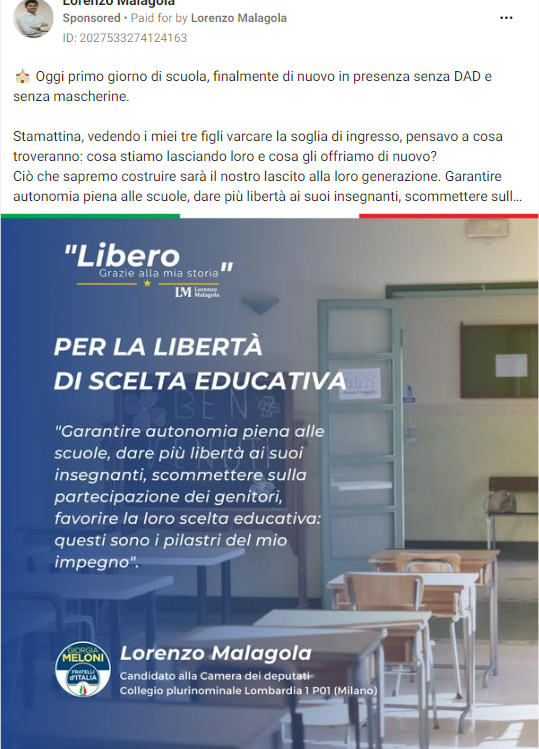 Lorenzo Malagola
Sponsored • Paid for by Lorenzo Malagola
ID: 2027533274124163
Oggi primo giorno di scuola, finalmente di nuovo in presenza senza DAD e
senza mascherine.
Stamattina, vedendo i miei tre figli varcare la soglia di ingresso, pensavo a cosa
troveranno: cosa stiamo lasciando loro e cosa gli offriamo di nuovo?
Ciò che sapremo costruire sarà il nostro lascito alla loro generazione. Garantire
autonomia piena alle scuole, dare più libertà ai suoi insegnanti, scommettere sull...
"Libero
Grazie alla mia storia"
LM Lorenzo
Malagola
PER LA LIBERTÀ
DI SCELTA EDUCATIVA
BEN
VENUTI
"Garantire autonomia piena alle
scuole, dare più libertà ai suoi
insegnanti, scommettere sulla
partecipazione dei genitori,
favorire la loro scelta educativa:
questi sono i pilastri del mio
impegno".
GIORGIA
MELONI
FRATELLI
d'ITALIA
Lorenzo Malagola
Candidato alla Camera dei deputati
Collegio plurinominale Lombardia 1 P01 (Milano)